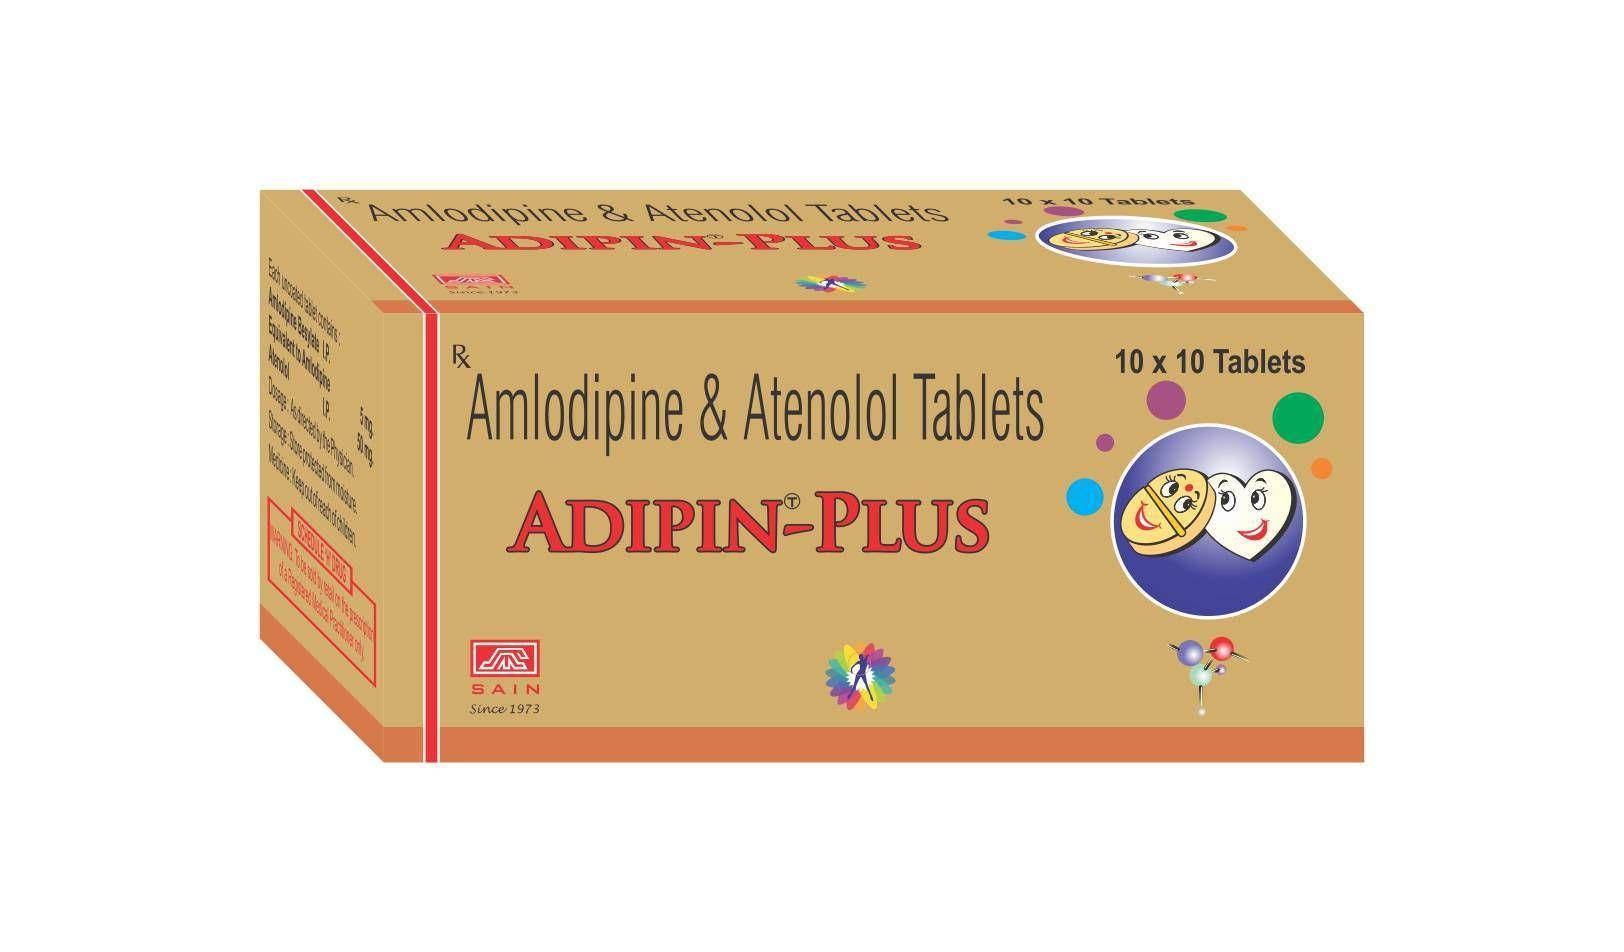 Rx
Amlodipine & Atenolol Tablets
10 x 10 Tablets
ADIPIN T-PLUS
SAIN
Since 1973
Each uncoated tablet contains :
Amlodipine Besylate I.P.
Equivalent to Amlodipine 5 mg.
Atenolol I.P. 50 mg.
Dosage : As directed by the Physician.
Storage : Store protected from moisture.
Medicine : Keep out of reach of children.
SCHEDULE 'H' DRUG
WARNING : To be sold by retail on the prescription
of a Registered Medical Practitioner only.
Rx
10 x 10 Tablets
Amlodipine & Atenolol Tablets
ADIPIN T-PLUS
SAIN
Since 1973